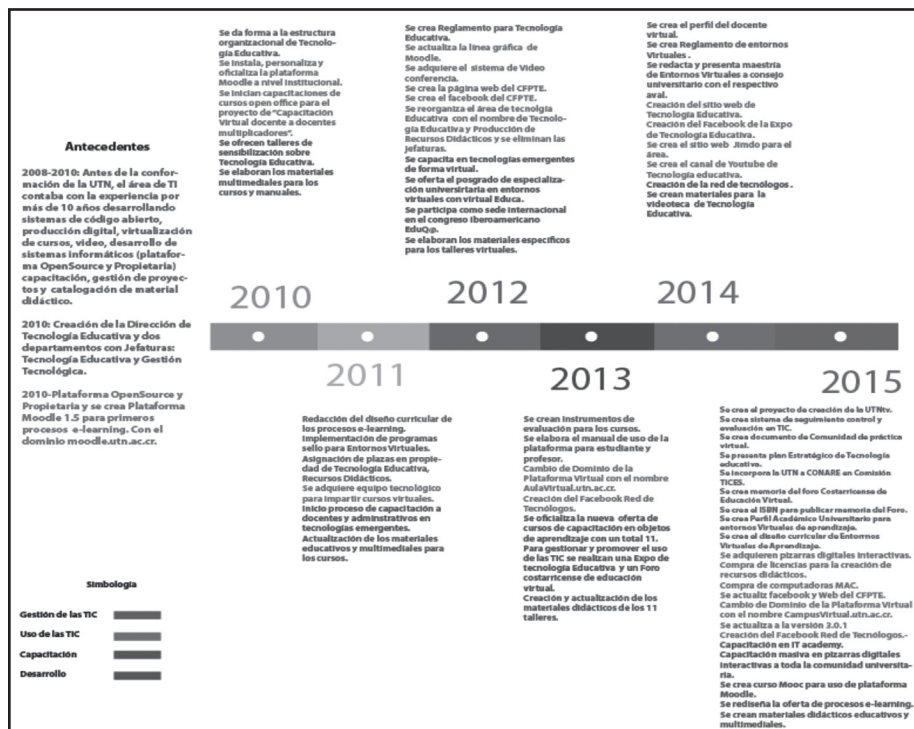 Antecedentes
2008-2010: Antes de la confor-
mación de la UTN, el área de TI
contaba con la experiencia por
más de 10 años desarrollando
sistemas de código abierto,
producción digital, virtualización
de cursos, video, desarrollo de
sistemas informáticos (platafor-
ma OpenSource y Propietaria)
capacitación, gestión de proyec-
tos y catalogación de material
didáctico.
2010: Creación de la Dirección de
Tecnología Educativa y dos
departamentos con Jefaturas:
Tecnología Educativa y Gestión
Tecnológica.
2010-Plataforma OpenSource y
Propietaria y se crea Plataforma
Moodle 1.5 para primeros
procesos e-learning. Con el
dominio moodle.utn.ac.cr.
Se da forma a la estructura
organizacional de Tecnolo-
gía Educativa.
Se instala, personaliza y
oficializa la plataforma
Moodle a nivel institucional.
Se inician capacitaciones de
cursos open office para el
proyecto de "Capacitación
Virtual docente a docentes
multiplicadores".
Se ofrecen talleres de
sensibilización sobre
Tecnología Educativa.
Se elaboran los materiales
multimediales para los
cursos y manuales.
2010
2011
Redacción del diseño curricular de
los procesos e-learning.
Implementación de programas
sello para Entornos Virtuales.
Asignación de plazas en propie-
dad de Tecnología Educativa,
Recursos Didácticos.
Se adquiere equipo tecnológico
para impartir cursos virtuales.
Inicio proceso de capacitación a
docentes y adminstrativos en
tecnologías emergentes.
Actualización de los materiales
educativos y multimediales para
los cursos.
Se crea Reglamento para Tecnología
Educativa.
Se actualiza la línea gráfica de
Moodle.
Se adquiere el sistema de Video
conferencia.
Se crea la página web del CFPTE.
Se crea el facebook del CFPTE.
Se reorganiza el área de tecnolgía
Educativa con el nombre de Tecnolo-
gía Educativa y Producción de
Recursos Didácticos y se eliminan las
jefaturas.
Se capacita en tecnologías emergentes
de forma virtual.
Se oferta el posgrado de especializa-
ción universitaria en entornos
virtuales con virtual Educa.
Se participa como sede internacional
en el congreso iberoamericano
EduQ@.
Se elaboran los materiales específicos
para los talleres virtuales.
2012
2013
Se crean instrumentos de
evaluación para los cursos.
Se elabora el manual de uso de la
plataforma para estudiante y
profesor.
Cambio de Dominio de la
Plataforma Virtual con el nombre
AulaVirtual.utn.ac.cr.
Creación del Facebook Red de
Tecnólogos.
Se oficializa la nueva oferta de
cursos de capacitación en objetos
de aprendizaje con un total 11.
Para gestionar y promover el uso
de las TIC se realizan una Expo de
tecnología Educativa y un Foro
costarricense de educación
virtual.
Creación y actualización de los
materiales didácticos de los 11
talleres.
Se crea el perfil del docente
virtual.
Se crea Reglamento de entornos
Virtuales .
Se redacta y presenta maestría
de Entornos Virtuales a consejo
universitario con el respectivo
aval.
Creación del sitio web de
Tecnología Educativa.
Creación del Facebook de la Expo
de Tecnología Educativa.
Se crea el sitio web Jimdo para el
área.
Se crea el canal de Youtube de
Tecnología educativa.
Creación de la red de tecnólogos .
Se crean materiales para la
videoteca de Tecnología
Educativa.
2014
2015
Se crea el proyecto de creación de la UTNtv.
Se crea sistema de seguimiento control y
evaluación en TIC.
Se crea documento de Comunidad de práctica
virtual.
Se presenta plan Estratégico de Tecnología
educativa.
Se incorpora la UTN a CONARE en Comisión
TICES.
Se crea memoria del foro Costarricense de
Educación Virtual.
Se crea el ISBN para publicar memoria del Foro.
Se crea Perfil Académico Universitario para
entornos Virtuales de aprendizaje.
Se crea el diseño curricular de Entornos
Virtuales de Aprendizaje.
Se adquieren pizarras digitales interactivas.
Compra de licencias para la creación de
recursos didácticos.
Compra de computadoras MAC.
Se actualiz facebook y Web del CFPTE.
Cambio de Dominio de la Plataforma Virtual
con el nombre CampusVirtual.utn.ac.cr.
Se actualiza a la versión 3.0.1
Creación del Facebook Red de Tecnólogos.-
Capacitación en IT academy.
Capacitación masiva en pizarras digitales
interactivas a toda la comunidad universita-
ria.
Se crea curso Mooc para uso de plataforma
Moodle.
Se rediseña la oferta de procesos e-learning.
Se crean materiales didácticos educativos y
multimediales.
Simbología
Gestión de las TIC
Uso de las TIC
Capacitación
Desarrollo